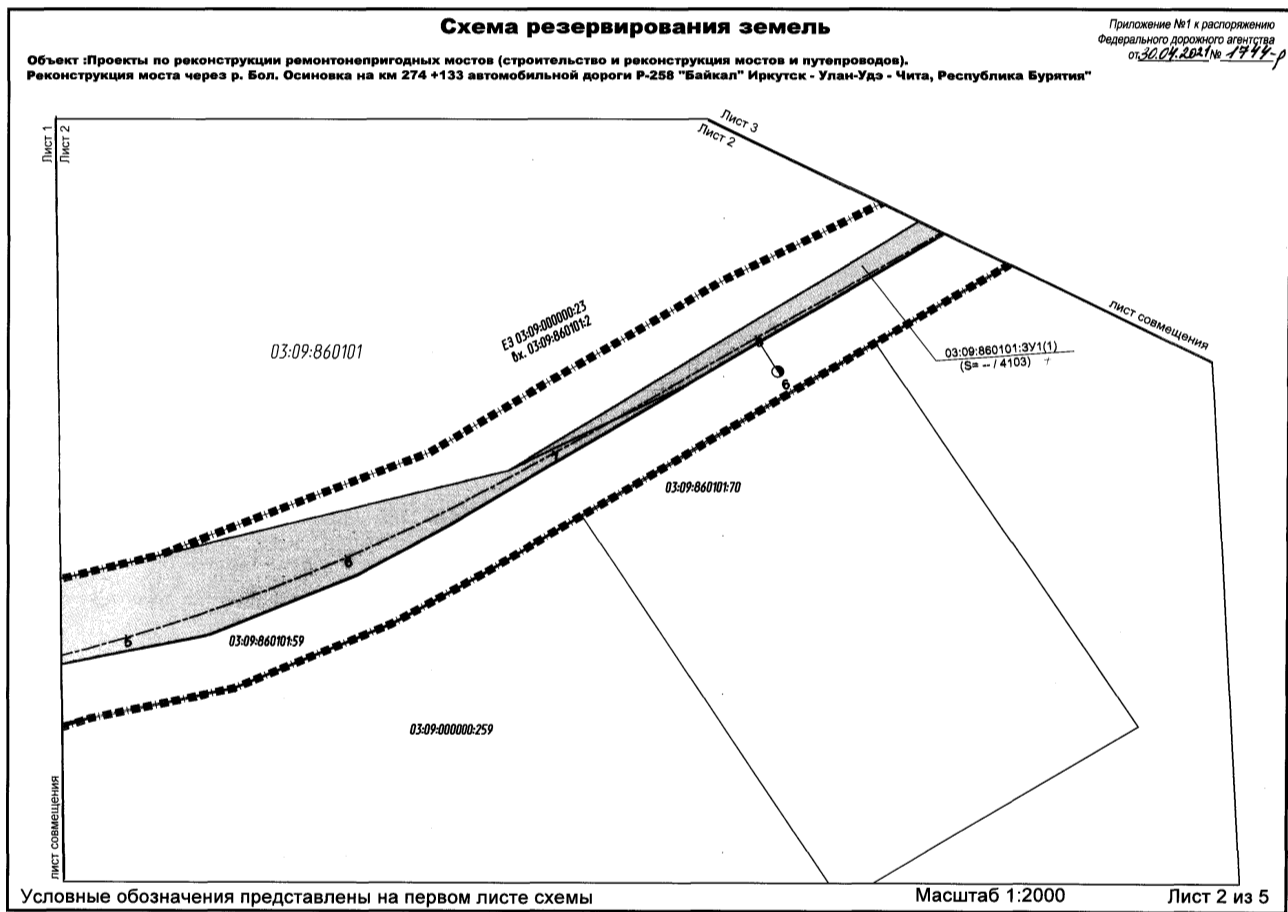 Схема резервирования земель
Приложение №1 к распоряжению
Федерального дорожного агентства
от 30.04.2021 № 1744-р
Объект :Проекты по реконструкции ремонтонепригодных мостов (строительство и реконструкция мостов и путепроводов).
Реконструкция моста через р. Бол. Осиновка на км 274 +133 автомобильной дороги Р-258 "Байкал" Иркутск - Улан-Удэ - Чита, Республика Бурятия"
Лист 1
Лист 2
Лист 3
Лист 2
03:09:860101
ЕЗ 03:09:000000:23
вх. 03:09:860101:2
лист совмещения
03:09:860101:ЗУ1(1)
(S= -- / 4103)
6
7
03:09:860101:70
6
5
03:09:860101:59
03:09:000000:259
лист совмещения
Условные обозначения представлены на первом листе схемы
Масштаб 1:2000
Лист 2 из 5